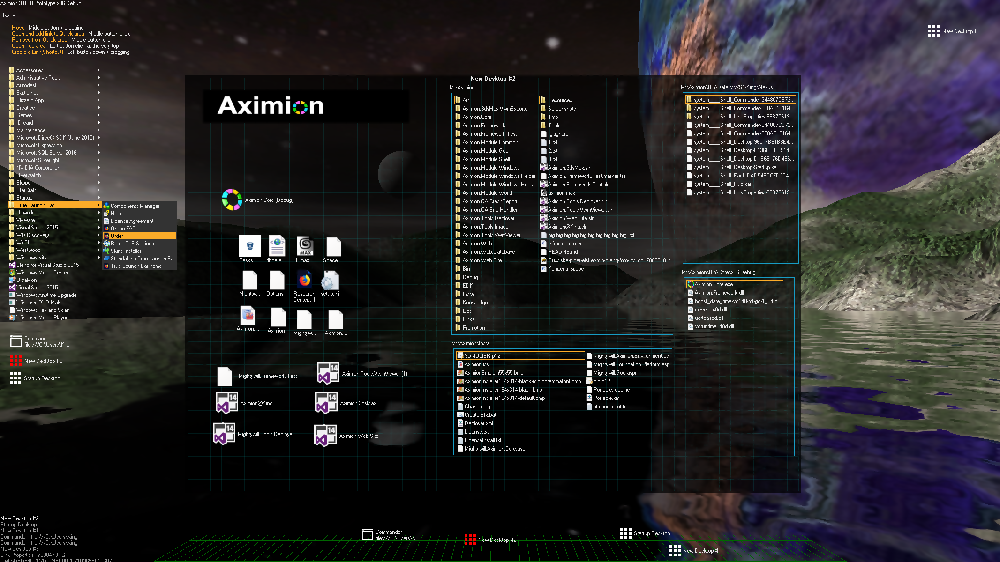 Aximion 3.0.88 Prototype x86 Debug
Usage:
Move - Middle button + dragging
Open and add link to Quick area - Middle button click
Remove from Quick area - Middle button click
Open Top area - Left button click at the very top
Create a Link(Shortcut) - Left button down + dragging
New Desktop #1
Accessories
Administrative Tools
Autodesk
Battle.net
Blizzard App
Creative
Games
ID-card
Maintenance
Microsoft DirectX SDK (June 2010)
Microsoft Expression
Microsoft SQL Server 2016
Microsoft Silverlight
NVIDIA Corporation
Overwatch
Skype
StarCraft
Startup
True Launch Bar
Upwork
VMware
Visual Studio 2015
WD Discovery
WeChat
Westwood
Windows Kits
Blend for Visual Studio 2015
Windows Media Center
UltraMon
Visual Studio 2015
Windows Anytime Upgrade
Windows DVD Maker
Windows Fax and Scan
Windows Media Player
Components Manager
Help
License Agreement
Online FAQ
Order
Reset TLB Settings
Skins Installer
Standalone True Launch Bar
True Launch Bar home
Commander -
file:///C:\Users\Ki...
New Desktop #2
Startup Desktop
New Desktop #2
Aximion
Aximion.Core (Debug)
Tasks....
tlbdata....
UI.max
SpaceL...
Mightyw...
Options
Research
Center.url
setup.ini
Aximion....
Aximion
Mightyw...
Aximion....
Mightywill.Framework.Test
14
Aximion.Tools.VwmViewer (1)
14
Aximion@King
14
Aximion.3dsMax
14
Mightywill.Tools.Deployer
14
Aximion.Web.Site
M:\Aximion
Art
Aximion.3dsMax.VwmExporter
Aximion.Core
Aximion.Framework
Aximion.Framework.Test
Aximion.Module.Common
Aximion.Module.God
Aximion.Module.Shell
Aximion.Module.Windows
Aximion.Module.Windows.Helper
Aximion.Module.Windows.Hook
Aximion.Module.World
Aximion.QA.CrashReport
Aximion.QA.ErrorHandler
Aximion.Tools.Deployer
Aximion.Tools.Image
Aximion.Tools.VwmViewer
Aximion.Web
Aximion.Web.Database
Aximion.Web.Site
Bin
Debug
EDK
Install
Knowledge
Libs
Links
Promotion
Resources
Screenshots
Tmp
Tools
.gitignore
1.txt
2.txt
3.txt
Aximion.3dsMax.sln
Aximion.Framework.Test.marker.tss
Aximion.Framework.Test.sln
aximion.max
Aximion.Tools.Deployer.sln
Aximion.Tools.VwmViewer.sln
Aximion.Web.Site.sln
Aximion@King.sln
big big big big big big big big big big .txt
Infrasructure.vsd
README.md
Russiske-piger-elsker-min-dreng-foto-hv_dp17863318.jp
Концепция.doc
M:\Aximion\Install
3DMOLIER.p12
Aximion.iss
AximionEmblem55x55.bmp
AximionInstaller164x314-black-microgrammafont.bmp
AximionInstaller164x314-black.bmp
AximionInstaller164x314-default.bmp
Change.log
Create Sfx.bat
Deployer.xml
License.txt
LicenseInstall.txt
Mightywill.Aximion.Core.aspr
Mightywill.Aximion.Environment.asp
Mightywill.Foundation.Platform.asp
Mightywill.God.aspr
old.p12
Portable.readme
Portable.xml
sfx.comment.txt
M:\Aximion\Bin\Data-MWS1-King\Nexus
system____Shell_Commander-344807CB72...
system____Shell_Commander-800AC18164...
system____Shell_LinkProperties-99B75619...
system____Shell_Commander-344807CB72...
system____Shell_Commander-800AC18164...
system____Shell_Desktop-9651FB81B8E4...
system____Shell_Desktop-C136880EE914...
system____Shell_Desktop-D1B68176D486...
system____Shell_Desktop-Startup.xai
system____Shell_Earth-DAD54ECC7D2C4...
system____Shell_Hud.xai
system____Shell_LinkProperties-99B75619...
M:\Aximion\Bin\Core\x86.Debug
Aximion.Core.exe
Aximion.Framework.dll
boost_date_time-vc140-mt-gd-1_64.dll
msvcp140d.dll
ucrtbased.dll
vcruntime140d.dll
New Desktop #2
Startup Desktop
New Desktop #1
Commander - file:///C:\Users\King
Commander - file:///C:\Users\King
New Desktop #3
Link Properties - 739047.JPG
Earth-DAD54ECC7D2C4AB88CC71B365AF19687
Commander -
file:///C:\Users\Ki...
New Desktop #2
Startup Desktop
New Desktop #1